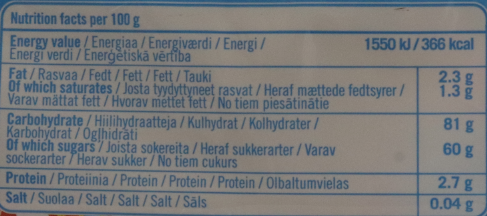 Nutrition facts per 100 g
Energy value / Energiaa / Energiværdi / Energi / 1550 kJ / 366 kcal
Energi verdi / Enerģētiskā vērtība
Fat / Rasvaa / Fedt / Fett / Fett / Tauki 2.3 g
Of which saturates / Josta tyydyttyneet rasvat / Heraf mættede fedtsyrer / 1.3 g
Varav mättat fett / Hvorav mettet fett / No tiem piesātinātie
Carbohydrate / Hiilihydraatteja / Kulhydrat / Kolhydrater / 81 g
Karbohydrat / Ogļhidrāti
Of which sugars / Joista sokereita / Heraf sukkerarter / Varav 60 g
sockerarter / Herav sukker / No tiem cukurs
Protein / Proteiinia / Protein / Protein / Protein / Olbaltumvielas 2.7 g
Salt / Suolaa / Salt / Salt / Salt / Sāls 0.04 g